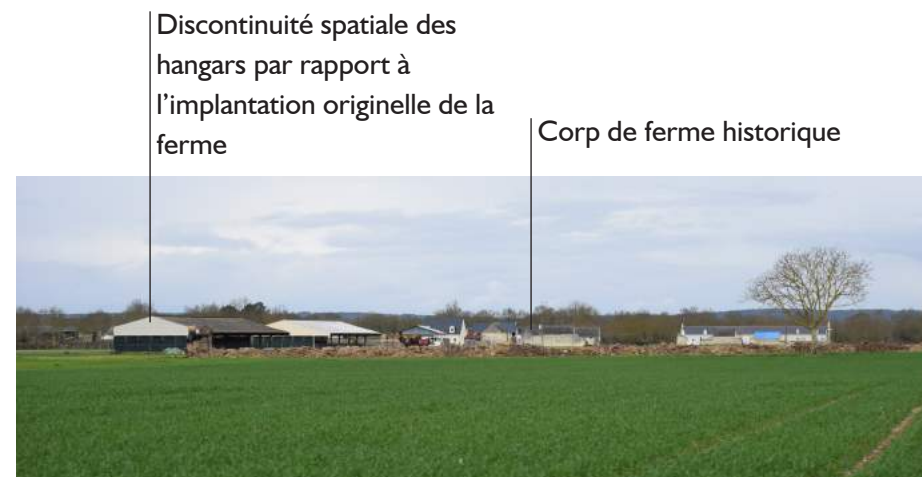 Discontinuité spatiale des
hangars par rapport à
l'implantation originelle de la
ferme
Corp de ferme historique